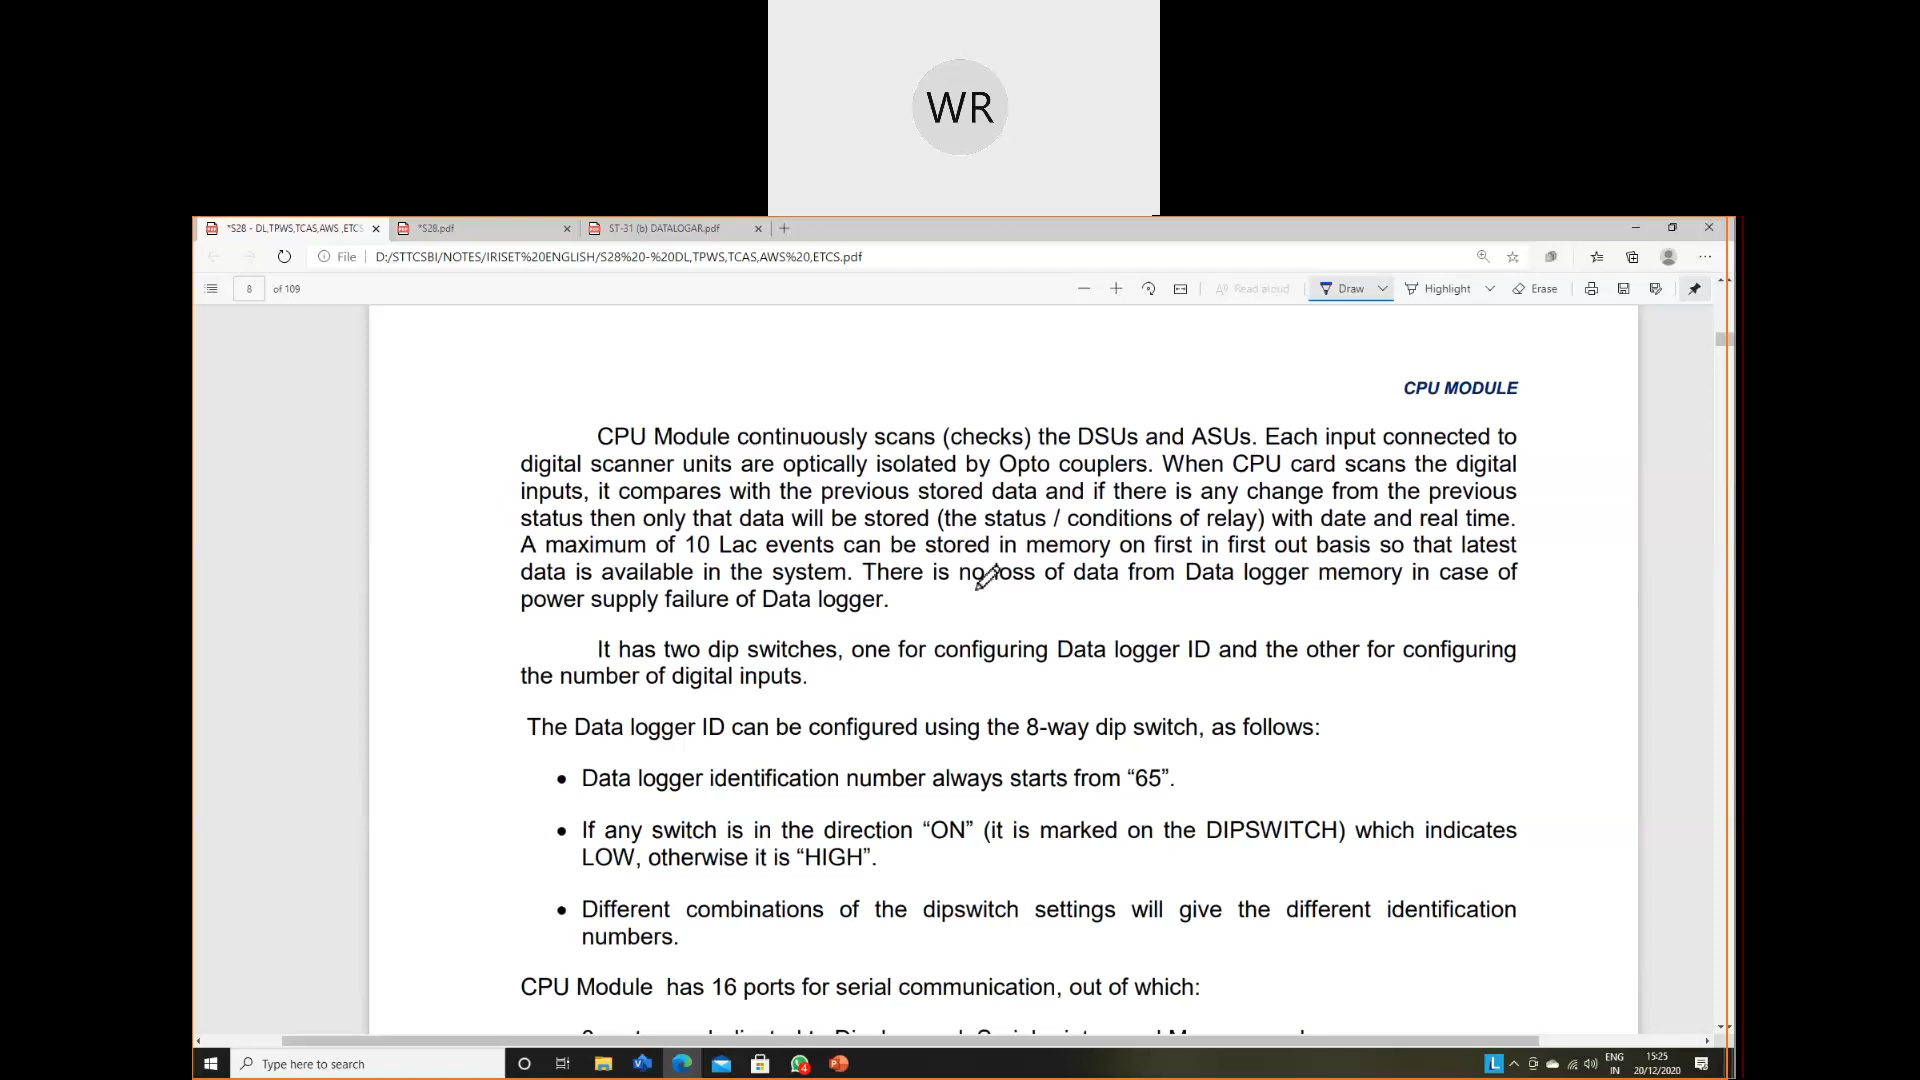 WR
*S28 - DL,TPWS,TCAS,AWS ,ETCS
*S28.pdf
ST-31 (b) DATALOGAR.pdf
File D:/STTCSBI/NOTES/IRISET%20ENGLISH/S28%20-%20DL,TPWS,TCAS,AWS%20,ETCS.pdf
8 of 109 Read aloud Draw Highlight Erase
CPU MODULE
CPU Module continuously scans (checks) the DSUs and ASUs. Each input connected to
digital scanner units are optically isolated by Opto couplers. When CPU card scans the digital
inputs, it compares with the previous stored data and if there is any change from the previous
status then only that data will be stored (the status / conditions of relay) with date and real time.
A maximum of 10 Lac events can be stored in memory on first in first out basis so that latest
data is available in the system. There is no loss of data from Data logger memory in case of
power supply failure of Data logger.
It has two dip switches, one for configuring Data logger ID and the other for configuring
the number of digital inputs.
The Data logger ID can be configured using the 8-way dip switch, as follows:
• Data logger identification number always starts from “65”.
• If any switch is in the direction “ON” (it is marked on the DIPSWITCH) which indicates
LOW, otherwise it is “HIGH”.
• Different combinations of the dipswitch settings will give the different identification
numbers.
CPU Module has 16 ports for serial communication, out of which:
Type here to search
4
L
ENG
IN
15:25
20/12/2020